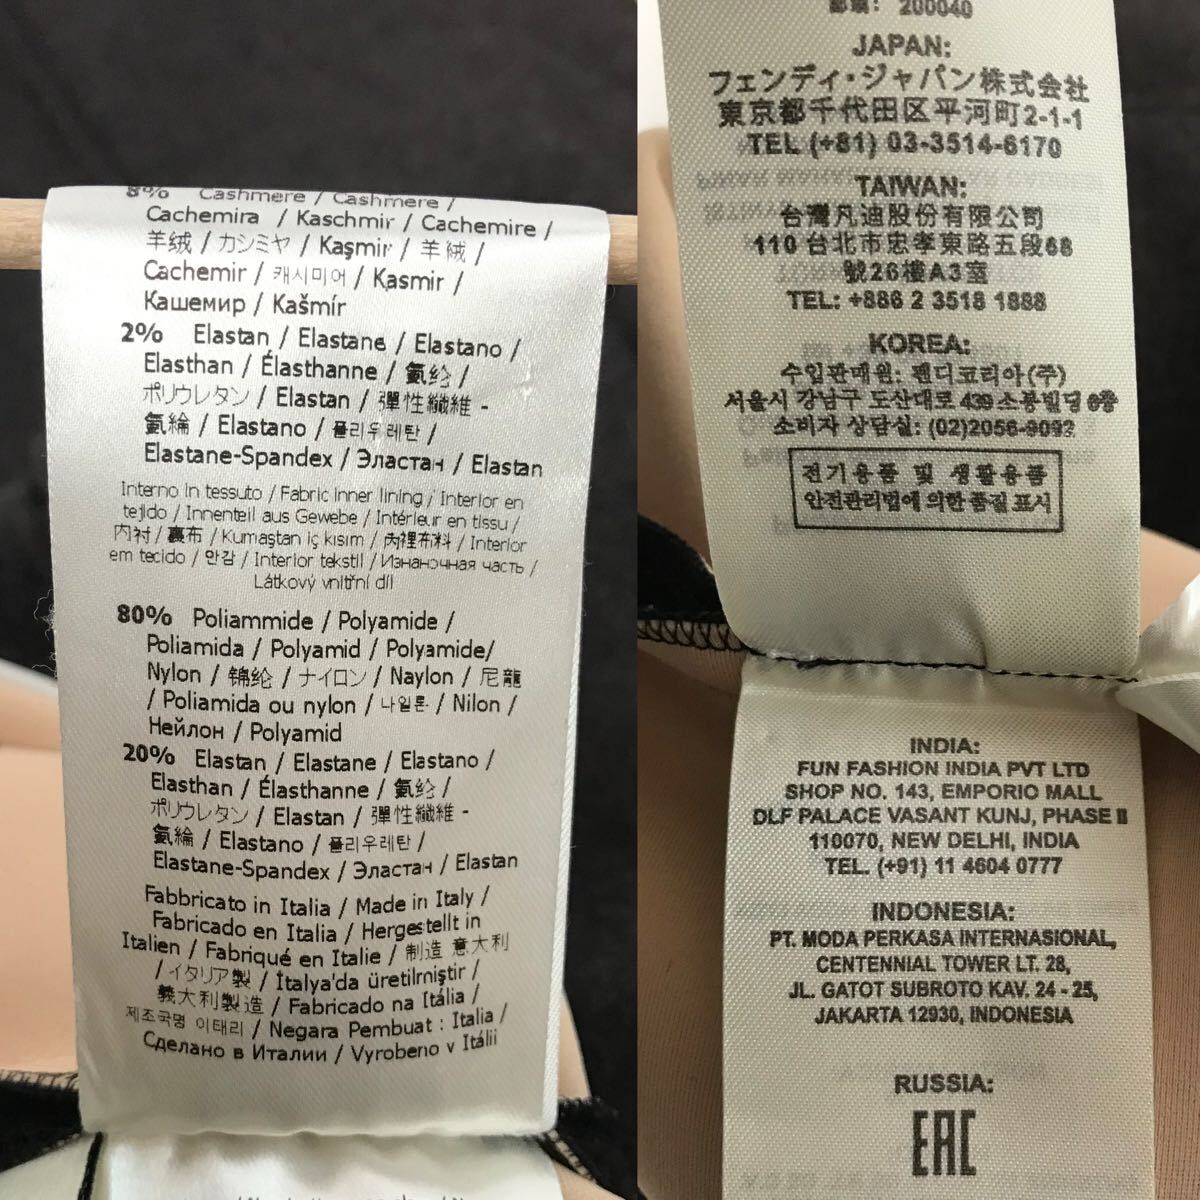 8% Cashmere / Cashmere /
Cachemira / Kaschmir / Cachemire /
羊绒 / カシミヤ / Kaşmir / 羊絨 /
Cachemir / 캐시미어 / Kasmir /
Кашемир / Kašmír
2% Elastan / Elastane / Elastano /
Elasthan / Élasthanne / 氨纶 /
ポリウレタン / Elastan / 彈性纖維 -
氨綸 / Elastano / 폴리우레탄 /
Elastane-Spandex / Эластан / Elastan
Interno in tessuto / Fabric inner lining / Interior en
tejido / Innenteil aus Gewebe / Intérieur en tissu /
内衬 / 裏布 / Kumaştan iç kısım / 內裡布料 / Interior
em tecido / 안감 / Interior tekstil / Изнаночная часть /
Látkový vnitřní díl
80% Poliammide / Polyamide /
Poliamida / Polyamid / Polyamide/
Nylon / 锦纶 / ナイロン / Naylon / 尼龍
/ Poliamida ou nylon / 나일론 / Nilon /
Нейлон / Polyamid
20% Elastan / Elastane / Elastano /
Elasthan / Élasthanne / 氨纶 /
ポリウレタン / Elastan / 彈性纖維 -
氨綸 / Elastano / 폴리우레탄 /
Elastane-Spandex / Эластан / Elastan
Fabbricato in Italia / Made in Italy /
Fabricado en Italia / Hergestellt in
Italien / Fabriqué en Italie / 制造 意大利
/ イタリア製 / İtalya'da üretilmiştir /
義大利製造 / Fabricado na Itália /
제조국명 이태리 / Negara Pembuat : Italia /
Сделано в Италии / Vyrobeno v Itálii
邮编: 200040
JAPAN:
フェンディ・ジャパン株式会社
東京都千代田区平河町2-1-1
TEL (+81) 03-3514-6170
TAIWAN:
台灣凡迪股份有限公司
110 台北市忠孝東路五段68
號26樓A3室
TEL: +886 2 3518 1888
KOREA:
수입판매원: 펜디코리아(주)
서울시 강남구 도산대로 439 소봉빌딩 6층
소비자 상담실: (02)2056-9092
전기용품 및 생활용품
안전관리법에 의한 품질 표시
INDIA:
FUN FASHION INDIA PVT LTD
SHOP NO. 143, EMPORIO MALL
DLF PALACE VASANT KUNJ, PHASE II
110070, NEW DELHI, INDIA
TEL. (+91) 11 4604 0777
INDONESIA:
PT. MODA PERKASA INTERNASIONAL,
CENTENNIAL TOWER LT. 28,
JL. GATOT SUBROTO KAV. 24 - 25,
JAKARTA 12930, INDONESIA
RUSSIA:
EAC